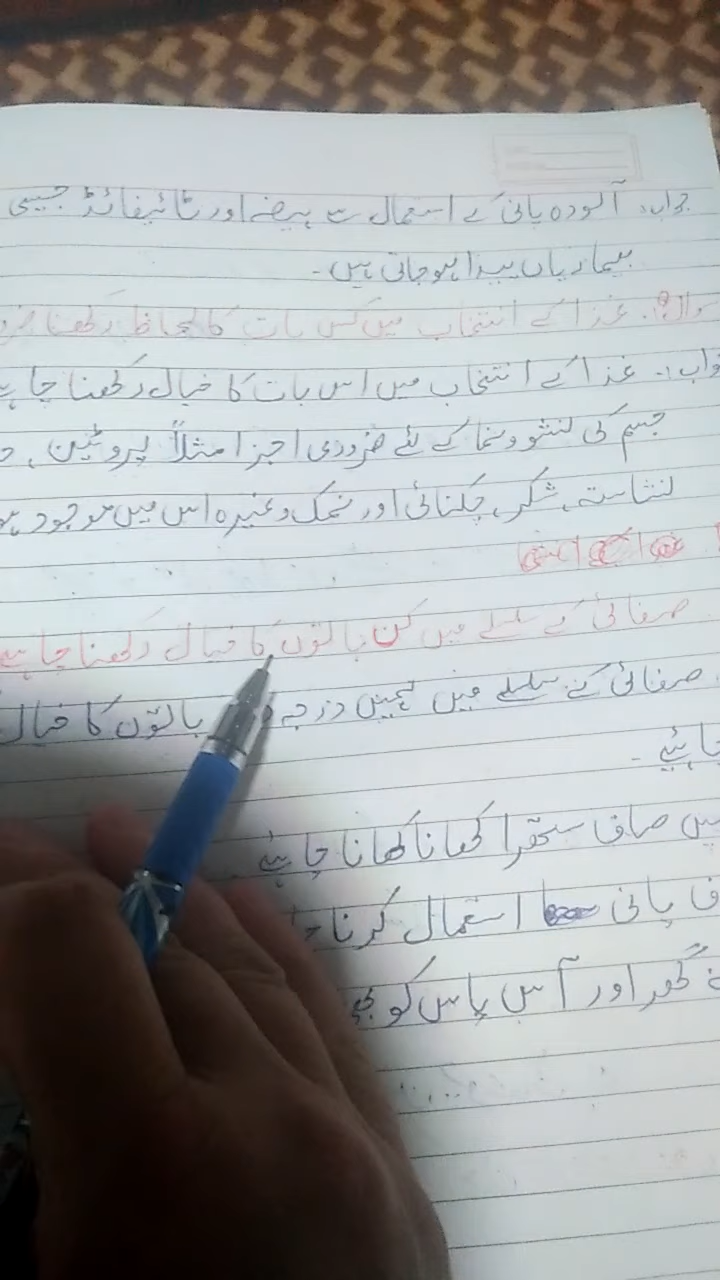 جواب: آلودہ پانی کے استعمال سے ہیضہ اور ٹائیفائڈ جیسی
بیماریاں پیدا ہو جاتی ہیں۔
سوال: غذا کے انتخاب میں کس بات کا لحاظ رکھنا
جواب: غذا کے انتخاب میں اس بات کا خیال رکھنا چاہیے
جسم کی نشوونما کے لئے ضروری اجزا مثلاً پروٹین،
نشاستہ، شکر، چکنائی اور نمک وغیرہ اس میں موجود
صفائی کے سلسلے میں کن باتوں کا خیال رکھنا چاہیے
صفائی کے سلسلے میں ہمیں درجہ باتوں کا خیال
چاہئیے۔
صاف ستھرا کھانا کھانا چاہئے
پانی استعمال کرنا
گھر اور آس پاس کو